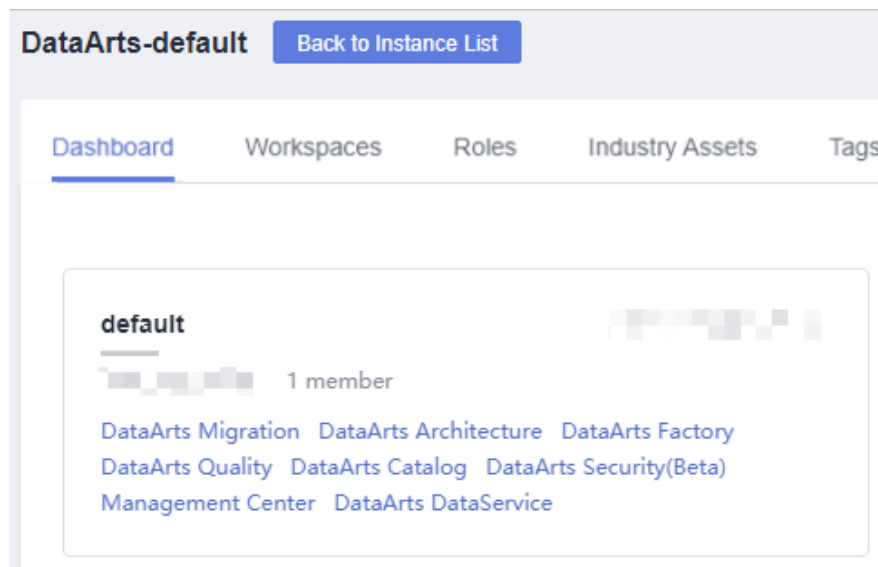 DataArts-default Back to Instance List
Dashboard Workspaces Roles Industry Assets Tags
default
1 member
DataArts Migration DataArts Architecture DataArts Factory
DataArts Quality DataArts Catalog DataArts Security(Beta)
Management Center DataArts DataService